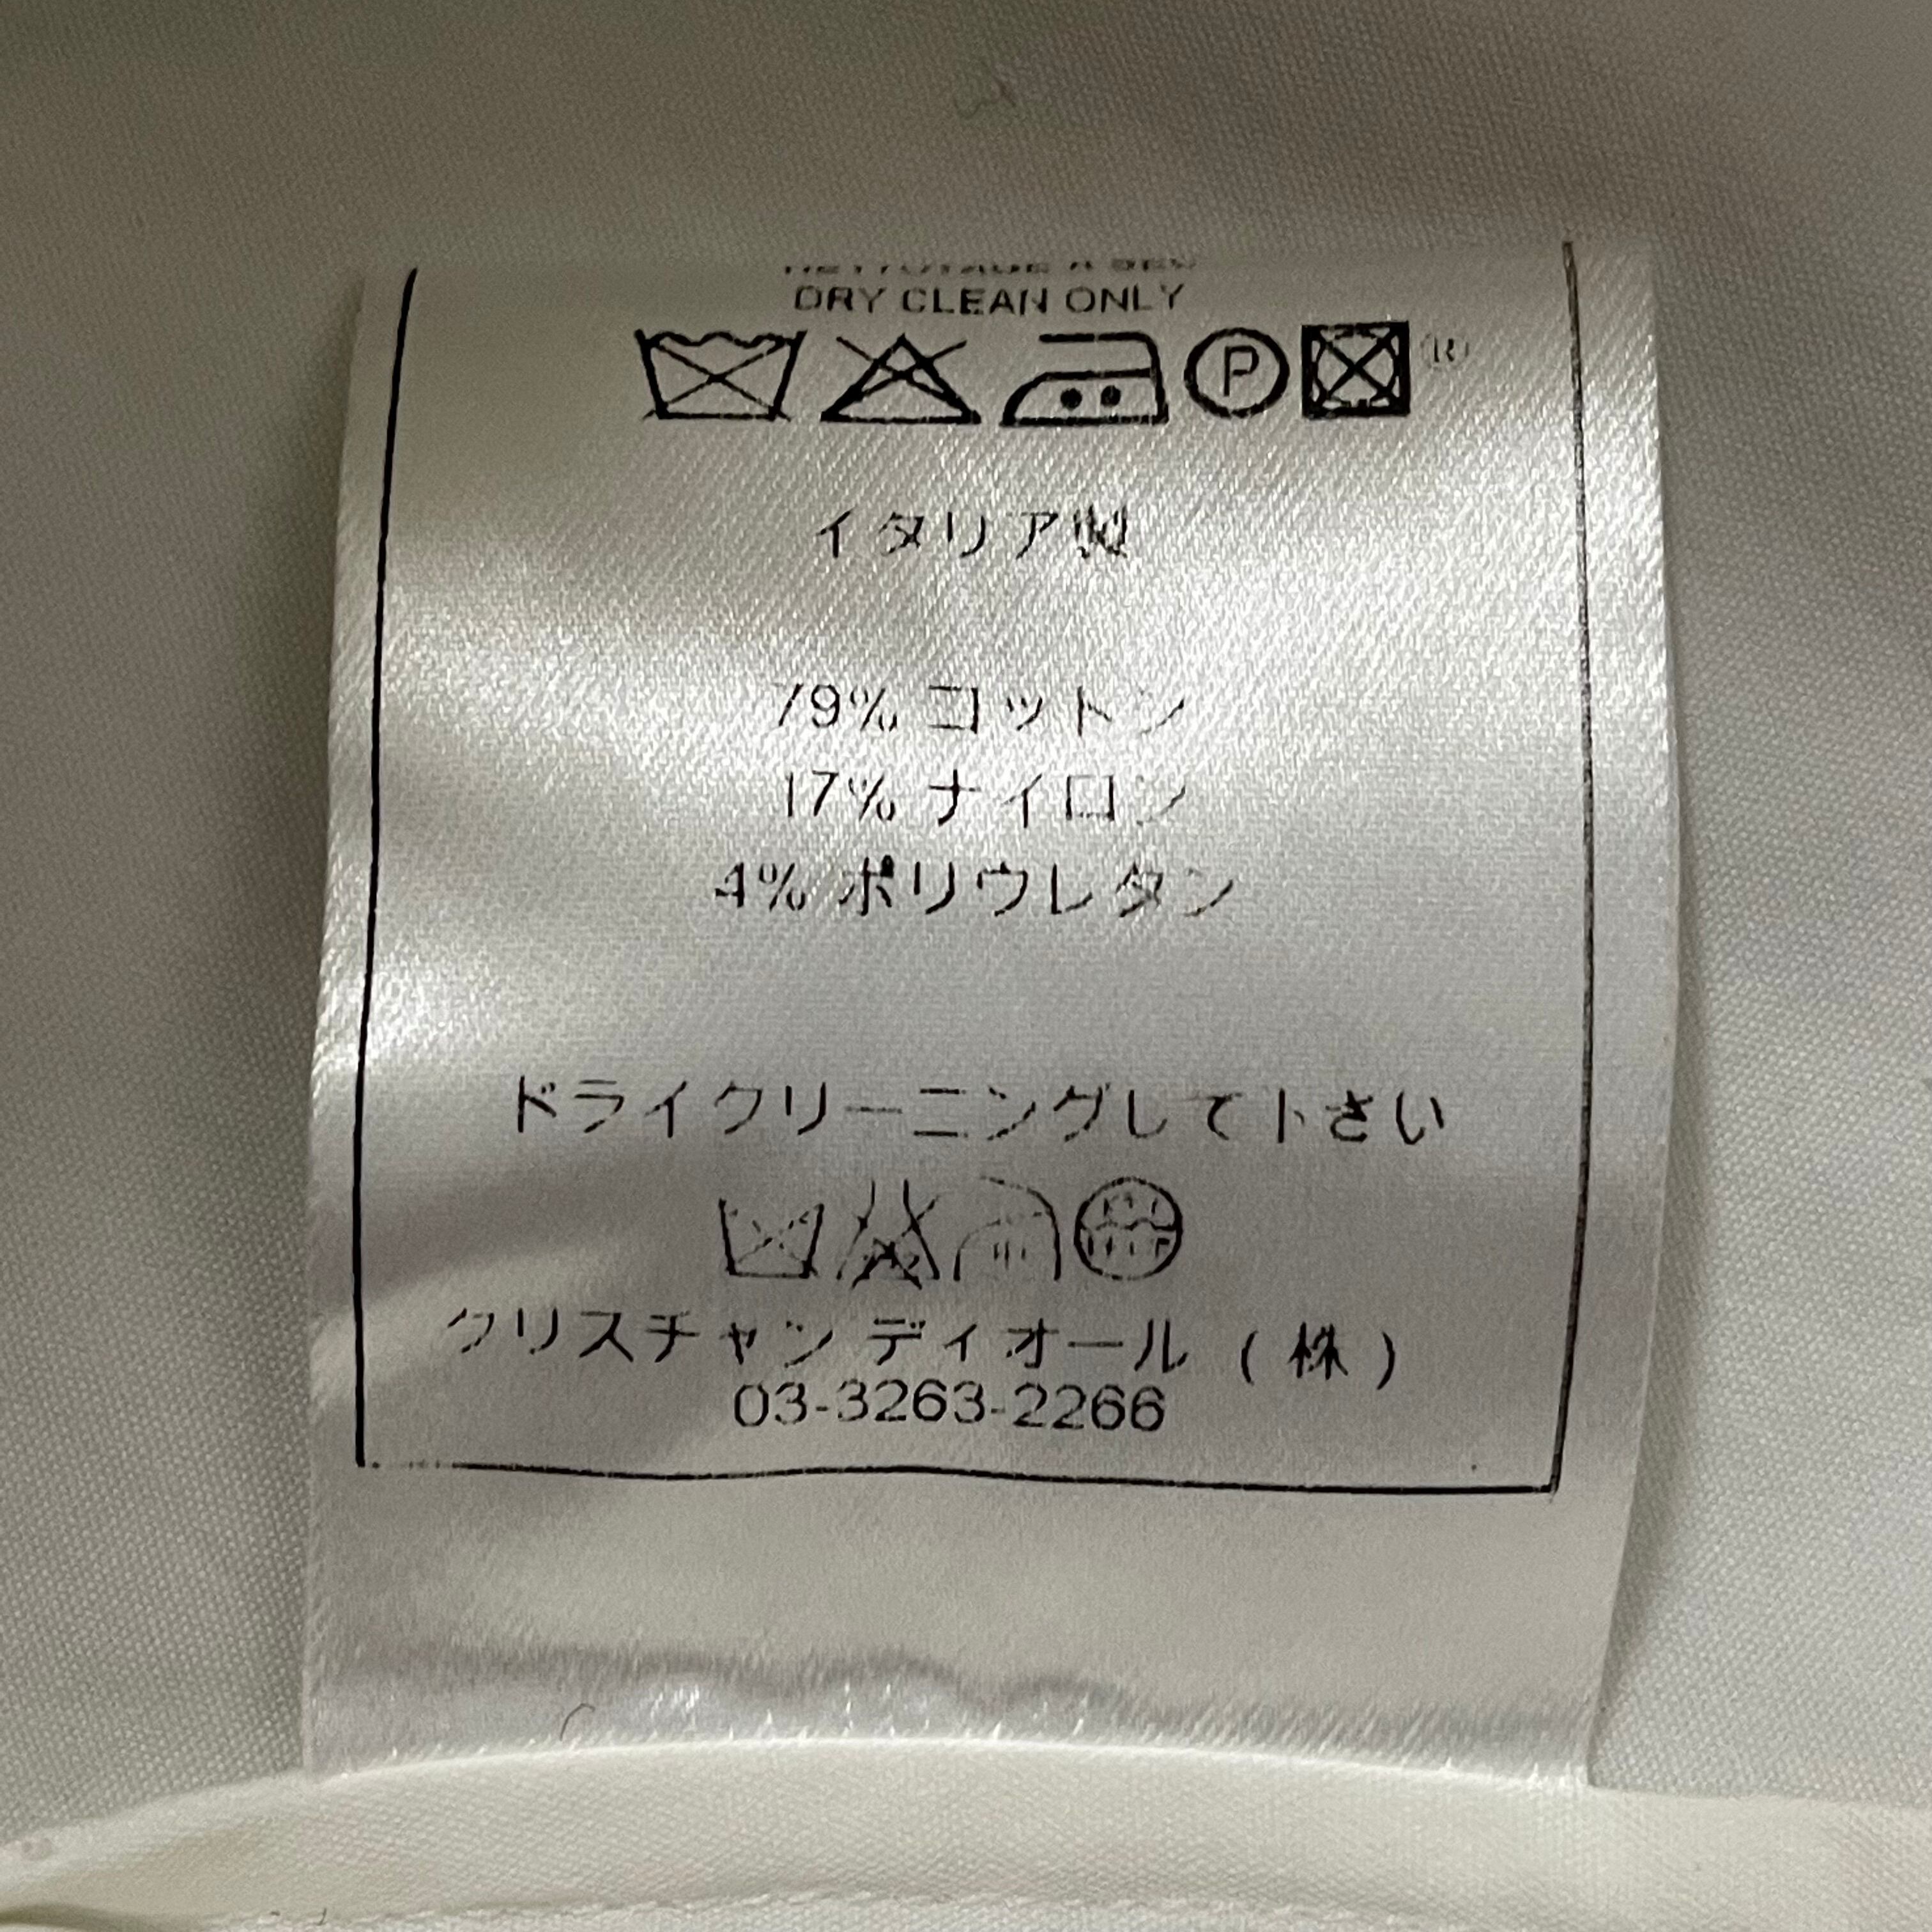 NETTOYAGE A SEC
DRY CLEAN ONLY
P ®
イタリア製
79% コットン
17% ナイロン
4% ポリウレタン
ドライクリーニングして下さい
クリスチャン ディオール (株)
03-3263-2266